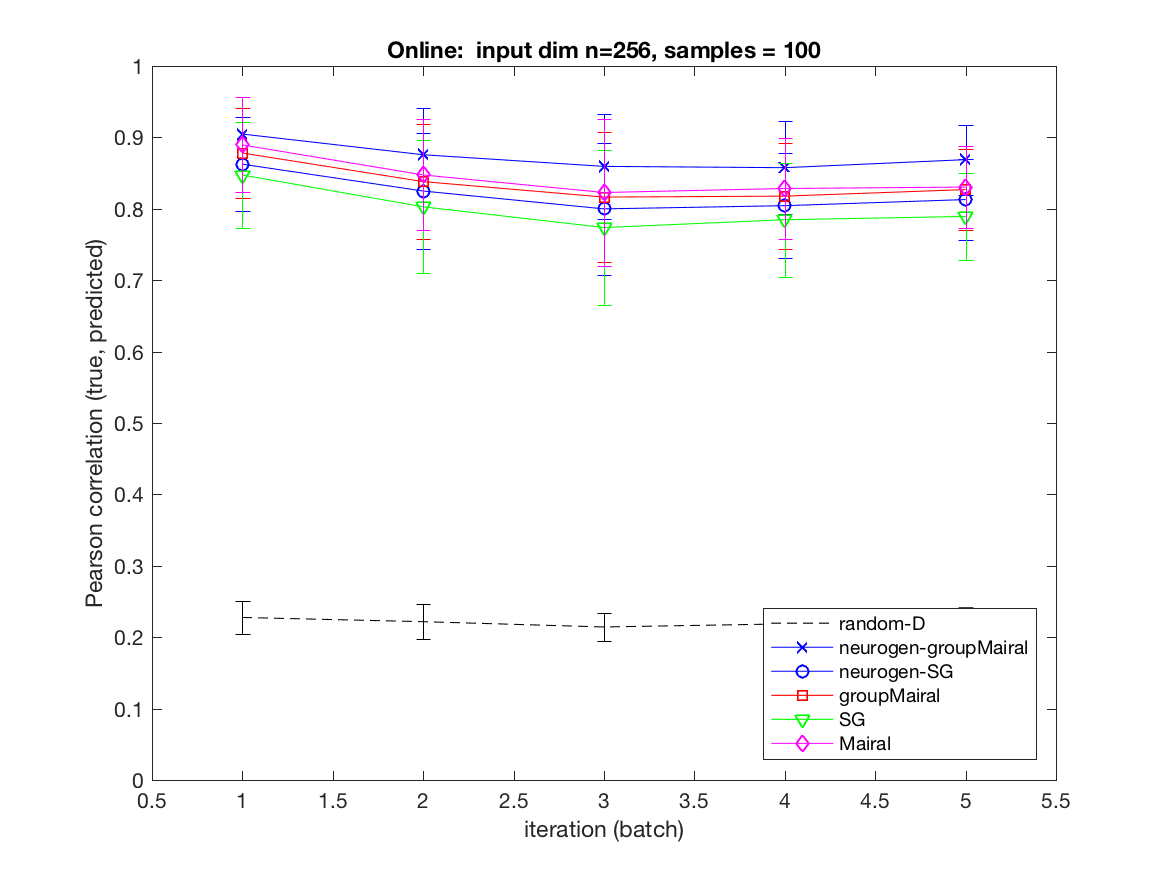 Online:  input dim n=256, samples = 100
1
0.9
0.8
0.7
0.6
0.5
0.4
0.3
0.2
0.1
0
Pearson correlation (true, predicted)
random-D
neurogen-groupMairal
neurogen-SG
groupMairal
SG
Mairal
0.5 1 1.5 2 2.5 3 3.5 4 4.5 5 5.5
iteration (batch)